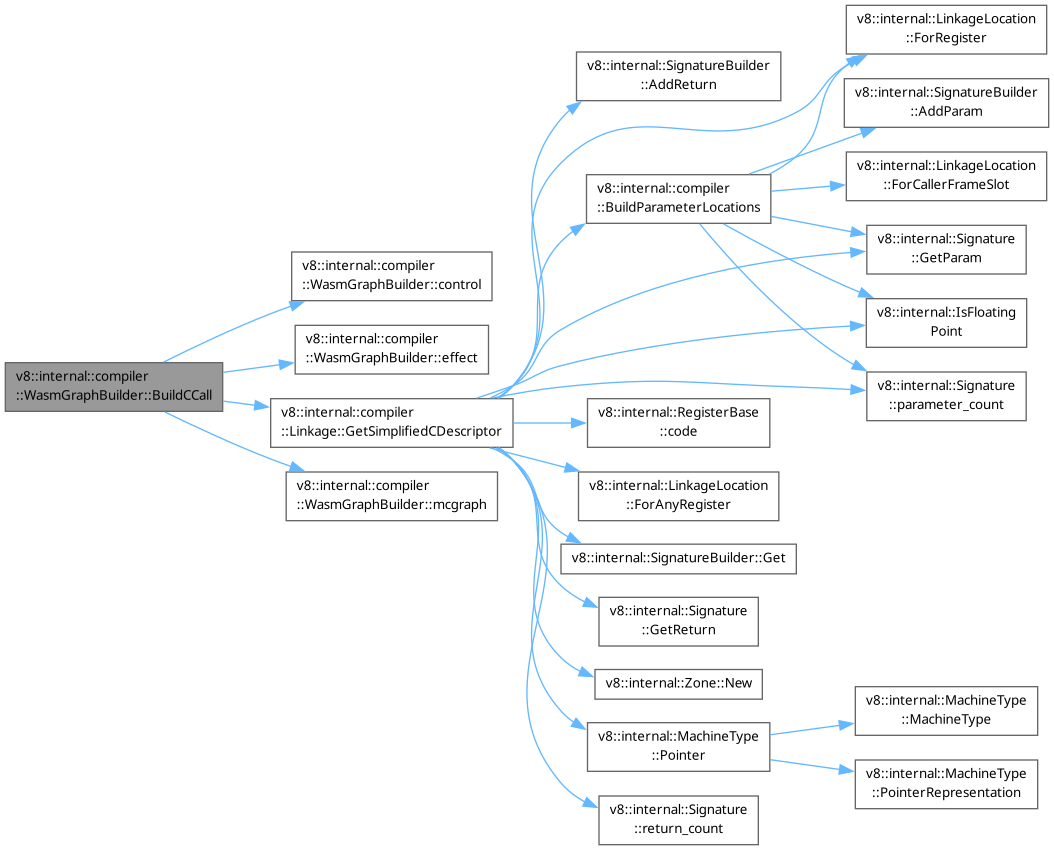 v8::internal::compiler
::WasmGraphBuilder::BuildCCall
v8::internal::compiler
::WasmGraphBuilder::control
v8::internal::compiler
::WasmGraphBuilder::effect
v8::internal::compiler
::Linkage::GetSimplifiedCDescriptor
v8::internal::compiler
::WasmGraphBuilder::mcgraph
v8::internal::SignatureBuilder
::AddReturn
v8::internal::compiler
::BuildParameterLocations
v8::internal::RegisterBase
::code
v8::internal::LinkageLocation
::ForAnyRegister
v8::internal::SignatureBuilder::Get
v8::internal::Signature
::GetReturn
v8::internal::Zone::New
v8::internal::MachineType
::Pointer
v8::internal::Signature
::return_count
v8::internal::LinkageLocation
::ForRegister
v8::internal::SignatureBuilder
::AddParam
v8::internal::LinkageLocation
::ForCallerFrameSlot
v8::internal::Signature
::GetParam
v8::internal::IsFloating
Point
v8::internal::Signature
::parameter_count
v8::internal::MachineType
::MachineType
v8::internal::MachineType
::PointerRepresentation